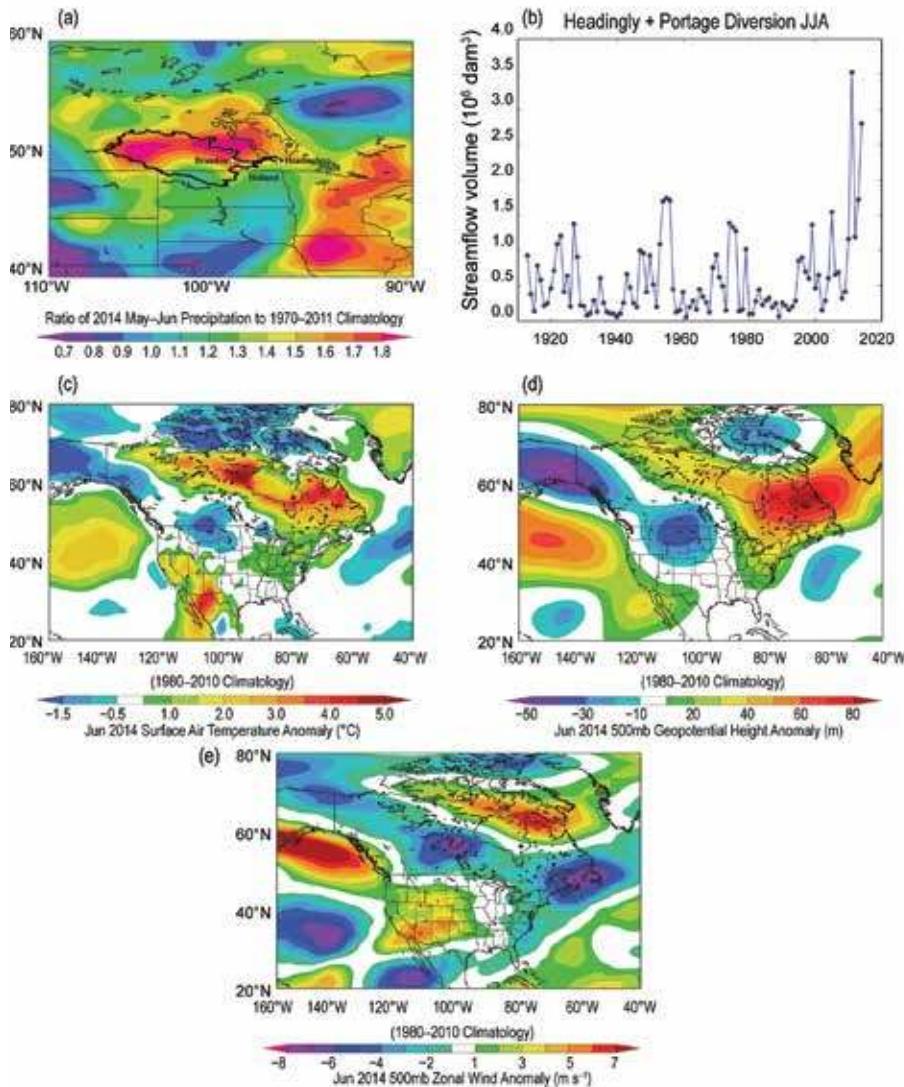 (a)
60°N
50°N
40°N
110°W 100°W 90°W
Brandon
Holland
Ratio of 2014 May–Jun Precipitation to 1970–2011 Climatology
0.7 0.8 0.9 1.0 1.2 1.3 1.4 1.5 1.6 1.7 1.8
(b) Headingly + Portage Diversion JJA
Streamflow volume (10⁶ dam³)
4.0
3.5
3.0
2.5
2.0
1.5
1.0
0.5
0.0
1920 1940 1960 1980 2000 2020
(c)
80°N
60°N
40°N
20°N
160°W 140°W 120°W 100°W 80°W 60°W 40°W
(1980–2010 Climatology)
−1.5 −0.5 1.0 2.0 3.0 4.0 5.0
Jun 2014 Surface Air Temperature Anomaly (°C)
(d)
80°N
60°N
40°N
20°N
160°W 140°W 120°W 100°W 80°W 60°W 40°W
(1980–2010 Climatology)
−50 −30 −10 20 40 60 80
Jun 2014 500mb Geopotential Height Anomaly (m)
(e)
80°N
60°N
40°N
20°N
160°W 140°W 120°W 100°W 80°W 60°W 40°W
(1980–2010 Climatology)
−8 −6 −4 −2 1 3 5 7
Jun 2014 500mb Zonal Wind Anomaly (m s⁻¹)